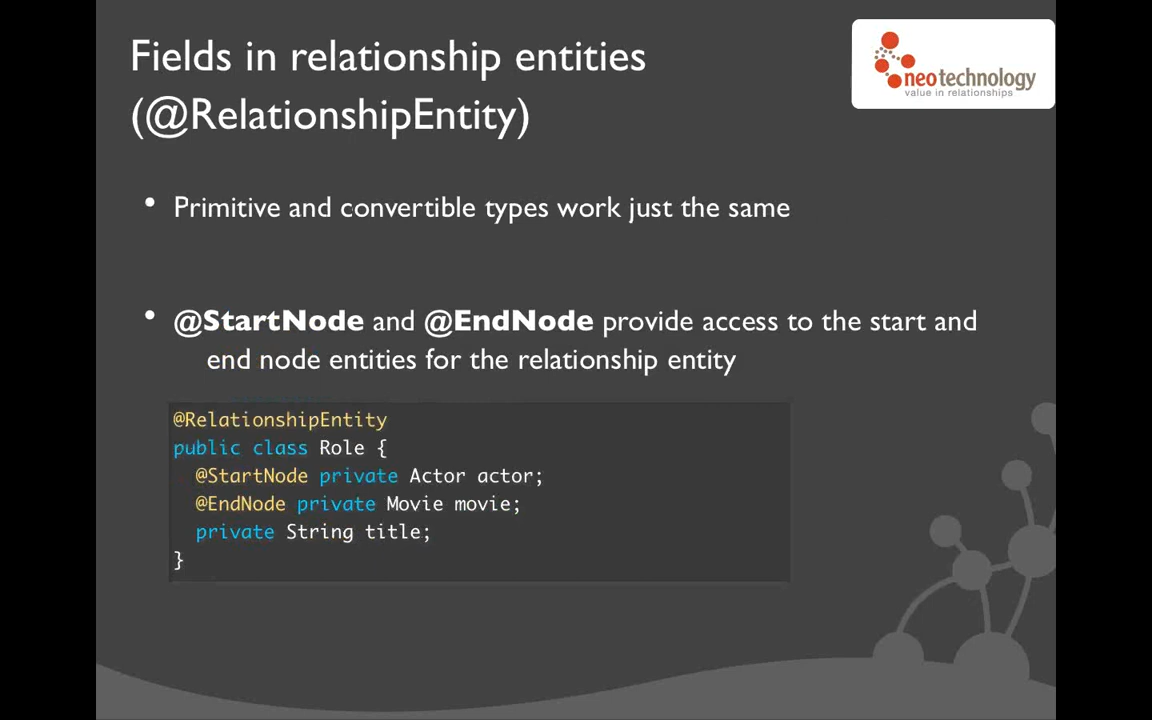 Fields in relationship entities
(@RelationshipEntity)
neotechnology
value in relationships
• Primitive and convertible types work just the same
• @StartNode and @EndNode provide access to the start and
end node entities for the relationship entity
@RelationshipEntity
public class Role {
  @StartNode private Actor actor;
  @EndNode private Movie movie;
  private String title;
}